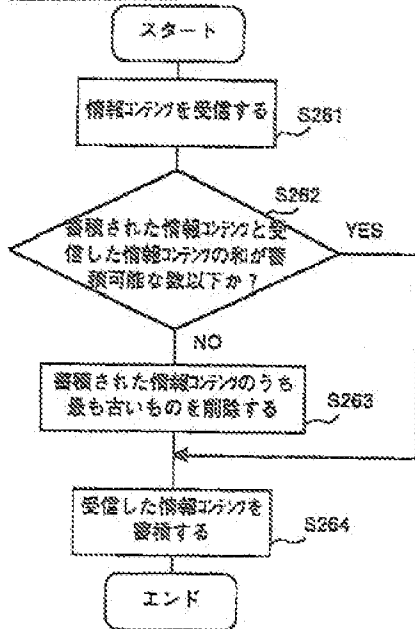 スタート
情報コンテンツを受信する
S261
S262
蓄積された情報コンテンツと受
信した情報コンテンツの和が蓄
積可能な数以下か？
YES
NO
蓄積された情報コンテンツのうち
最も古いものを削除する
S263
受信した情報コンテンツを
蓄積する
S264
エンド